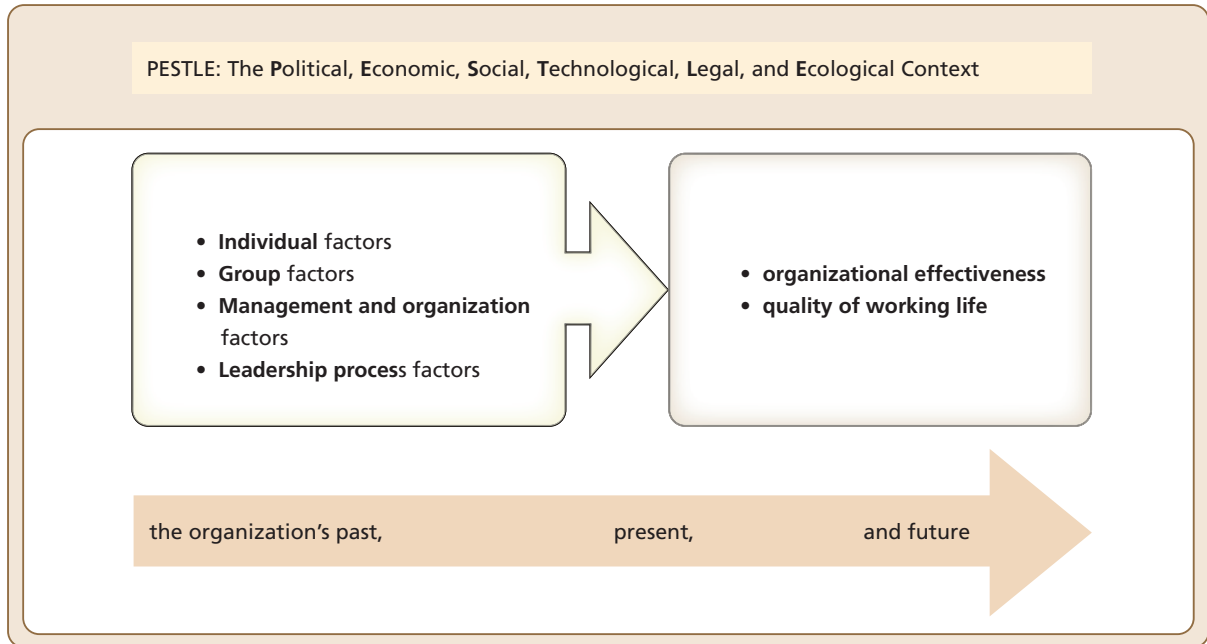 PESTLE: The Political, Economic, Social, Technological, Legal, and Ecological Context
• Individual factors
• Group factors
• Management and organization
factors
• Leadership process factors
• organizational effectiveness
• quality of working life
the organization’s past, present, and future